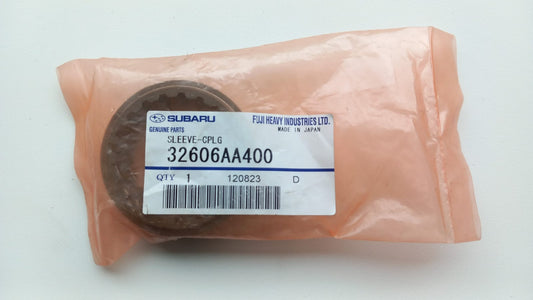 SUBARU FUJI HEAVY INDUSTRIES LTD.
GENUINE PARTS MADE IN JAPAN
SLEEVE-CPLG
32606AA400
QTY 1 120823 D